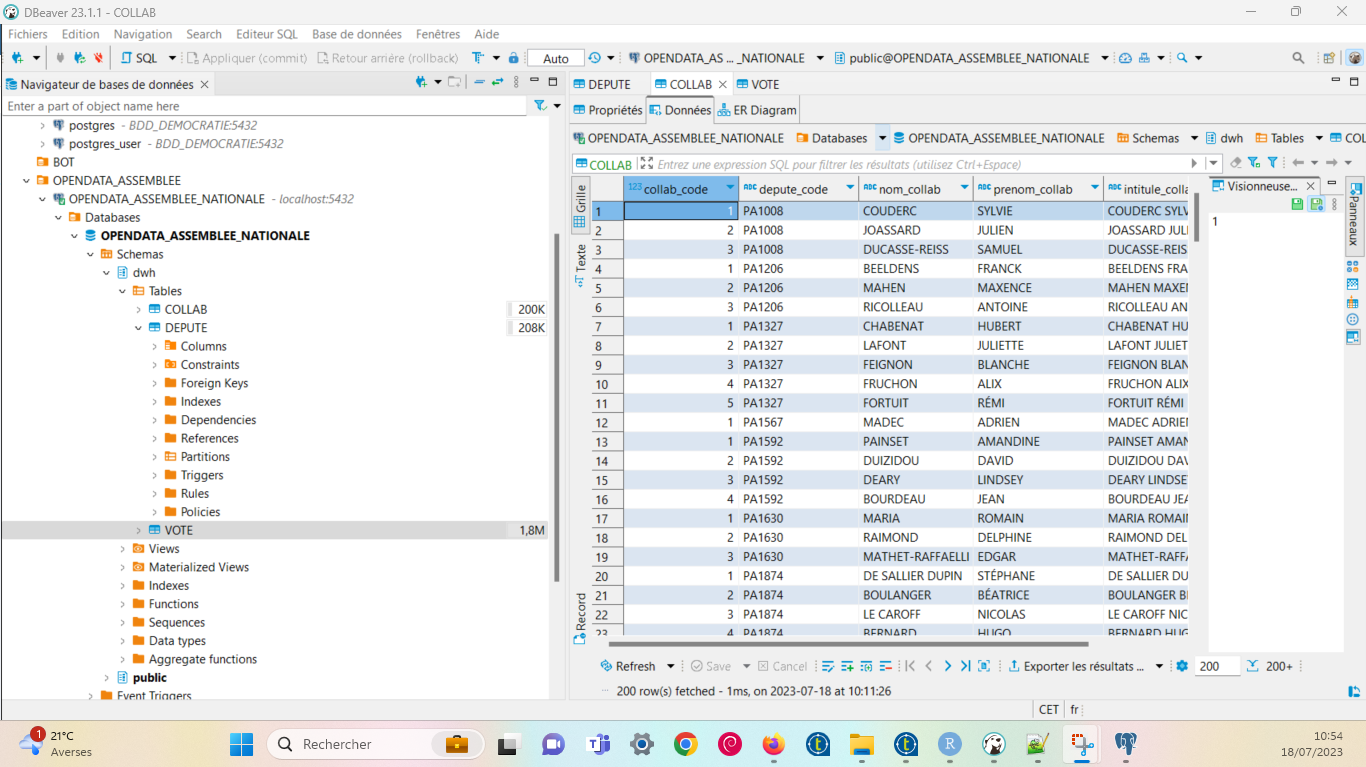 DBeaver 23.1.1 - COLLAB
Fichiers Edition Navigation Search Editeur SQL Base de données Fenêtres Aide
SQL Appliquer (commit) Retour arrière (rollback) T Auto OPENDATA_AS ... _NATIONALE public@OPENDATA_ASSEMBLEE_NATIONALE
Navigateur de bases de données
Enter a part of object name here
postgres - BDD_DEMOCRATIE:5432
postgres_user - BDD_DEMOCRATIE:5432
BOT
OPENDATA_ASSEMBLEE
OPENDATA_ASSEMBLEE_NATIONALE - localhost:5432
Databases
OPENDATA_ASSEMBLEE_NATIONALE
Schemas
dwh
Tables
COLLAB 200K
DEPUTE 208K
Columns
Constraints
Foreign Keys
Indexes
Dependencies
References
Partitions
Triggers
Rules
Policies
VOTE 1,8M
Views
Materialized Views
Indexes
Functions
Sequences
Data types
Aggregate functions
public
Event Triggers
DEPUTE COLLAB VOTE
Propriétés Données ER Diagram
OPENDATA_ASSEMBLEE_NATIONALE Databases OPENDATA_ASSEMBLEE_NATIONALE Schemas dwh Tables COL
COLLAB Entrez une expression SQL pour filtrer les résultats (utilisez Ctrl+Espace)
Grille
Texte
Record
123 collab_code ABC depute_code ABC nom_collab ABC prenom_collab ABC intitule_colla
1 1 PA1008 COUDERC SYLVIE COUDERC SYLV
2 2 PA1008 JOASSARD JULIEN JOASSARD JULI
3 3 PA1008 DUCASSE-REISS SAMUEL DUCASSE-REIS
4 1 PA1206 BEELDENS FRANCK BEELDENS FRA
5 2 PA1206 MAHEN MAXENCE MAHEN MAXEN
6 3 PA1206 RICOLLEAU ANTOINE RICOLLEAU AN
7 1 PA1327 CHABENAT HUBERT CHABENAT HU
8 2 PA1327 LAFONT JULIETTE LAFONT JULIET
9 3 PA1327 FEIGNON BLANCHE FEIGNON BLAN
10 4 PA1327 FRUCHON ALIX FRUCHON ALIX
11 5 PA1327 FORTUIT RÉMI FORTUIT RÉMI
12 1 PA1567 MADEC ADRIEN MADEC ADRIE
13 1 PA1592 PAINSET AMANDINE PAINSET AMAN
14 2 PA1592 DUIZIDOU DAVID DUIZIDOU DAV
15 3 PA1592 DEARY LINDSEY DEARY LINDSE
16 4 PA1592 BOURDEAU JEAN BOURDEAU JEA
17 1 PA1630 MARIA ROMAIN MARIA ROMAI
18 2 PA1630 RAIMOND DELPHINE RAIMOND DEL
19 3 PA1630 MATHET-RAFFAELLI EDGAR MATHET-RAFFA
20 1 PA1874 DE SALLIER DUPIN STÉPHANE DE SALLIER DU
21 2 PA1874 BOULANGER BÉATRICE BOULANGER B
22 3 PA1874 LE CAROFF NICOLAS LE CAROFF NIC
23 4 PA1874 BERNARD HUGO BERNARD HUG
Visionneuse...
1
Panneaux
Refresh Save Cancel Exporter les résultats ... 200 200+
200 row(s) fetched - 1ms, on 2023-07-18 at 10:11:26
CET fr
1 21°C
Averses
Rechercher
10:54
18/07/2023